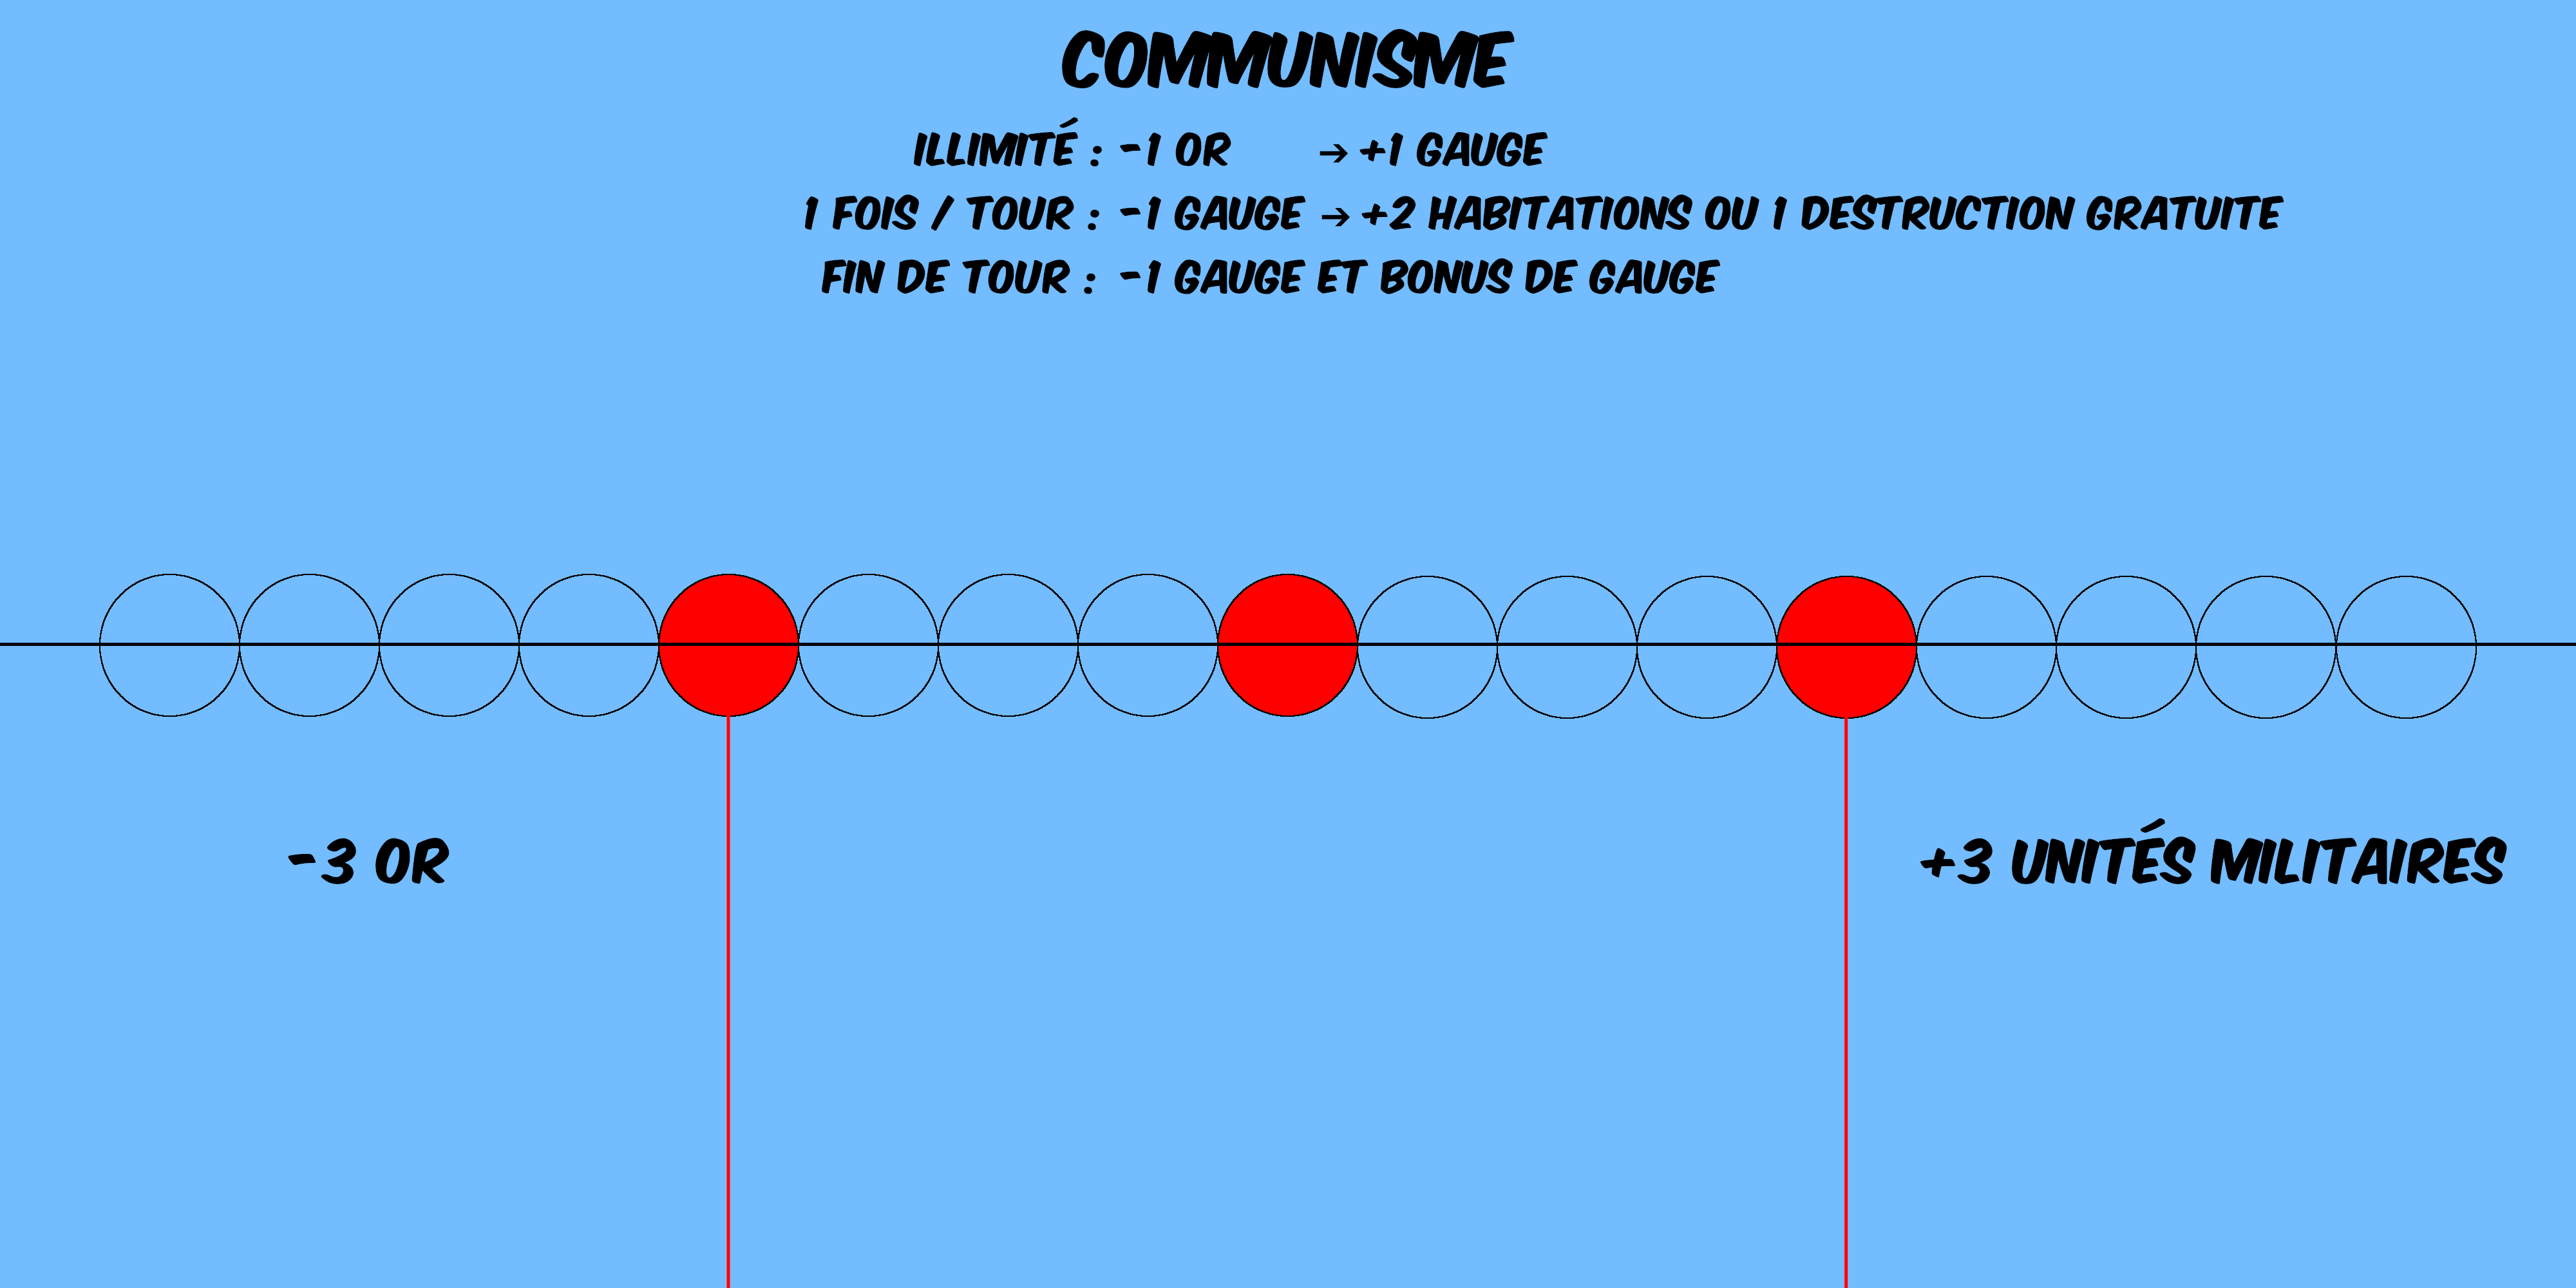 COMMUNISME
ILLIMITÉ : -1 OR → +1 GAUGE
1 FOIS / TOUR : -1 GAUGE → +2 HABITATIONS OU 1 DESTRUCTION GRATUITE
FIN DE TOUR : -1 GAUGE ET BONUS DE GAUGE
-3 OR
+3 UNITÉS MILITAIRES